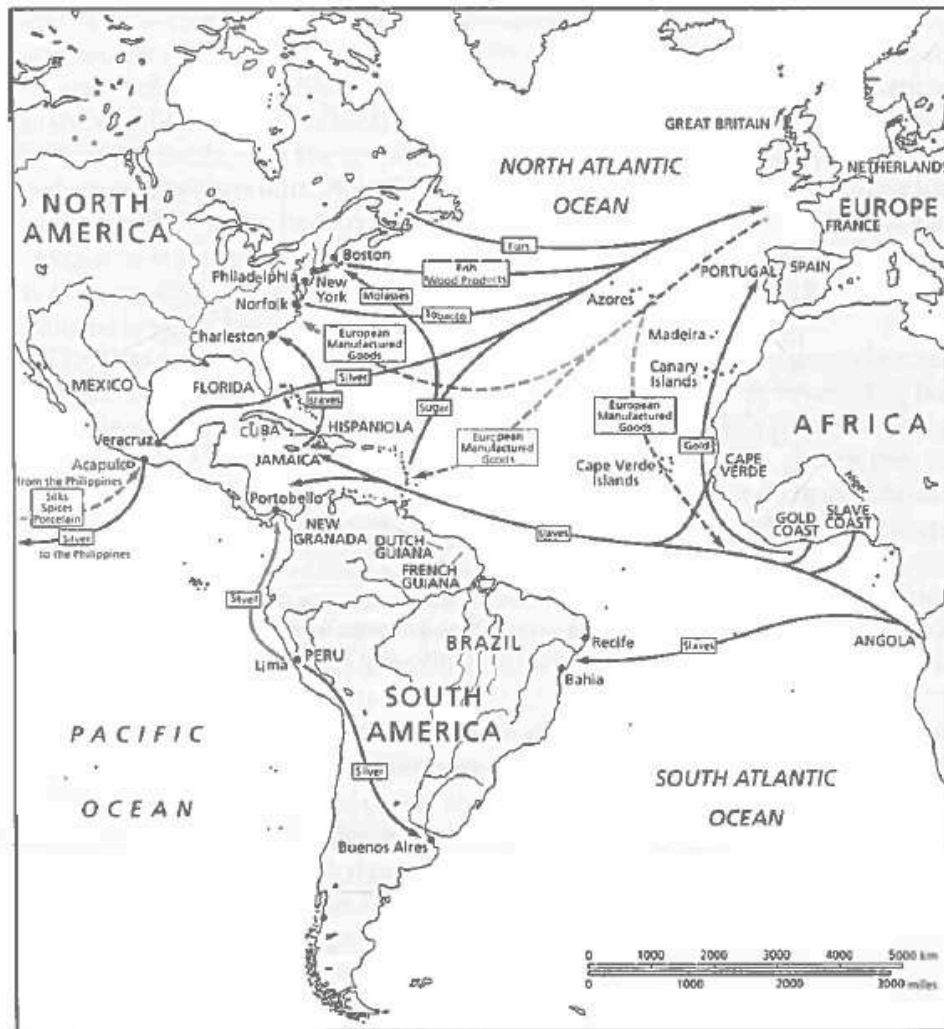 GREAT BRITAIN
NETHERLANDS
NORTH ATLANTIC
OCEAN
NORTH
AMERICA
EUROPE
FRANCE
Furs
Boston
Philadelphia
New
York
Fish
Wood Products
PORTUGAL
SPAIN
Molasses
Azores
Norfolk
Tobacco
Charleston
European
Manufactured
Goods
Madeira
Canary
Islands
MEXICO
FLORIDA
Silver
Slaves
Sugar
European
Manufactured
Goods
AFRICA
CUBA
HISPANIOLA
European
Manufactured
Goods
Gold
Veracruz
JAMAICA
CAPE
VERDE
Cape Verde
Islands
Acapulco
from the Philippines
Silks
Spices
Porcelain
Portobello
Niger
Silver
to the Philippines
NEW
GRANADA
Slaves
GOLD
COAST
SLAVE
COAST
DUTCH
GUIANA
FRENCH
GUIANA
Silver
BRAZIL
Recife
Slaves
ANGOLA
Lima
PERU
Bahia
SOUTH
AMERICA
PACIFIC
OCEAN
Silver
SOUTH ATLANTIC
OCEAN
Buenos Aires
0 1000 2000 3000 4000 5000 km
0 1000 2000 3000 miles